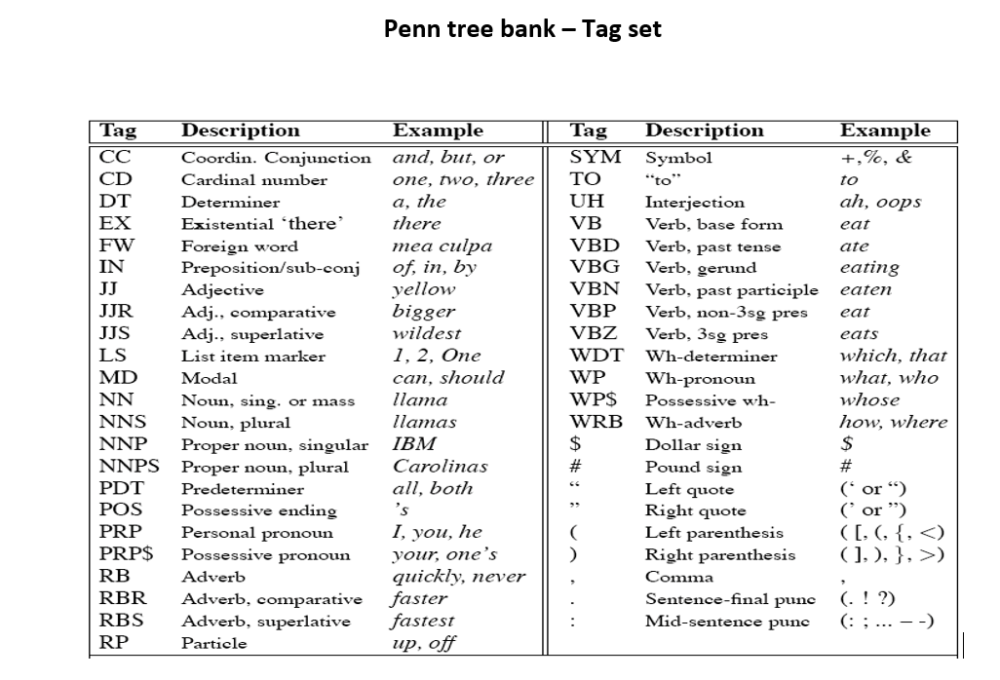 Penn tree bank – Tag set
Tag Description Example Tag Description Example
CC Coordin. Conjunction and, but, or SYM Symbol +,%, &
CD Cardinal number one, two, three TO “to” to
DT Determiner a, the UH Interjection ah, oops
EX Existential ‘there’ there VB Verb, base form eat
FW Foreign word mea culpa VBD Verb, past tense ate
IN Preposition/sub-conj of, in, by VBG Verb, gerund eating
JJ Adjective yellow VBN Verb, past participle eaten
JJR Adj., comparative bigger VBP Verb, non-3sg pres eat
JJS Adj., superlative wildest VBZ Verb, 3sg pres eats
LS List item marker 1, 2, One WDT Wh-determiner which, that
MD Modal can, should WP Wh-pronoun what, who
NN Noun, sing. or mass llama WP$ Possessive wh- whose
NNS Noun, plural llamas WRB Wh-adverb how, where
NNP Proper noun, singular IBM $ Dollar sign $
NNPS Proper noun, plural Carolinas # Pound sign #
PDT Predeterminer all, both “ Left quote (‘ or “)
POS Possessive ending ’s ” Right quote (’ or ”)
PRP Personal pronoun I, you, he ( Left parenthesis ( [, (, {, <)
PRP$ Possessive pronoun your, one’s ) Right parenthesis ( ], ), }, >)
RB Adverb quickly, never , Comma ,
RBR Adverb, comparative faster . Sentence-final punc (. ! ?)
RBS Adverb, superlative fastest : Mid-sentence punc (: ; ... – -)
RP Particle up, off